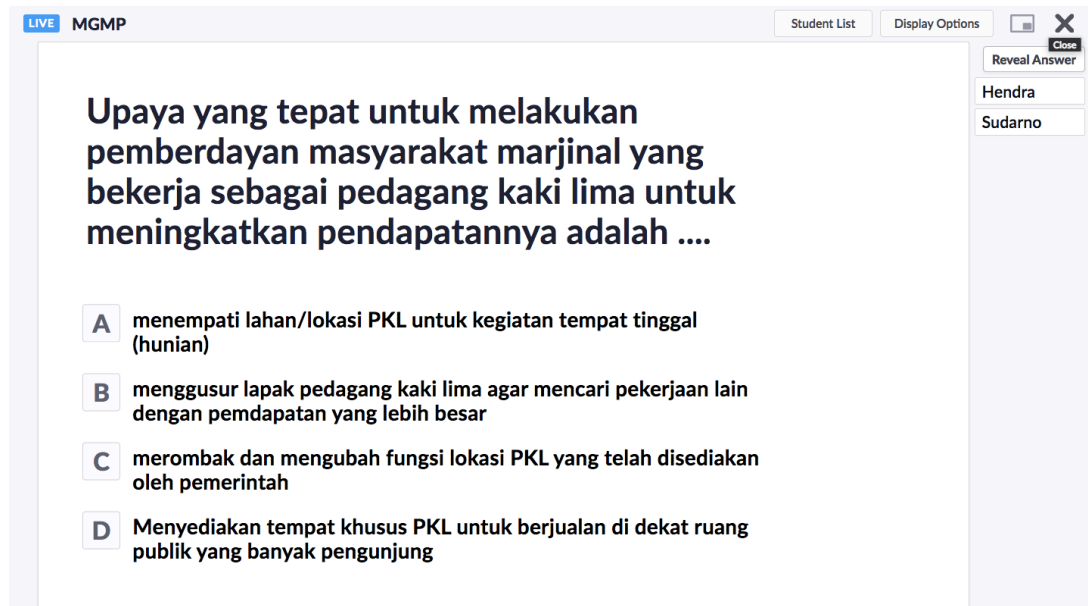 LIVE MGMP Student List Display Options
Close
Reveal Answer
Hendra
Sudarno
Upaya yang tepat untuk melakukan
pemberdayan masyarakat marjinal yang
bekerja sebagai pedagang kaki lima untuk
meningkatkan pendapatannya adalah ....
A menempati lahan/lokasi PKL untuk kegiatan tempat tinggal
(hunian)
B menggusur lapak pedagang kaki lima agar mencari pekerjaan lain
dengan pemdapatan yang lebih besar
C merombak dan mengubah fungsi lokasi PKL yang telah disediakan
oleh pemerintah
D Menyediakan tempat khusus PKL untuk berjualan di dekat ruang
publik yang banyak pengunjung